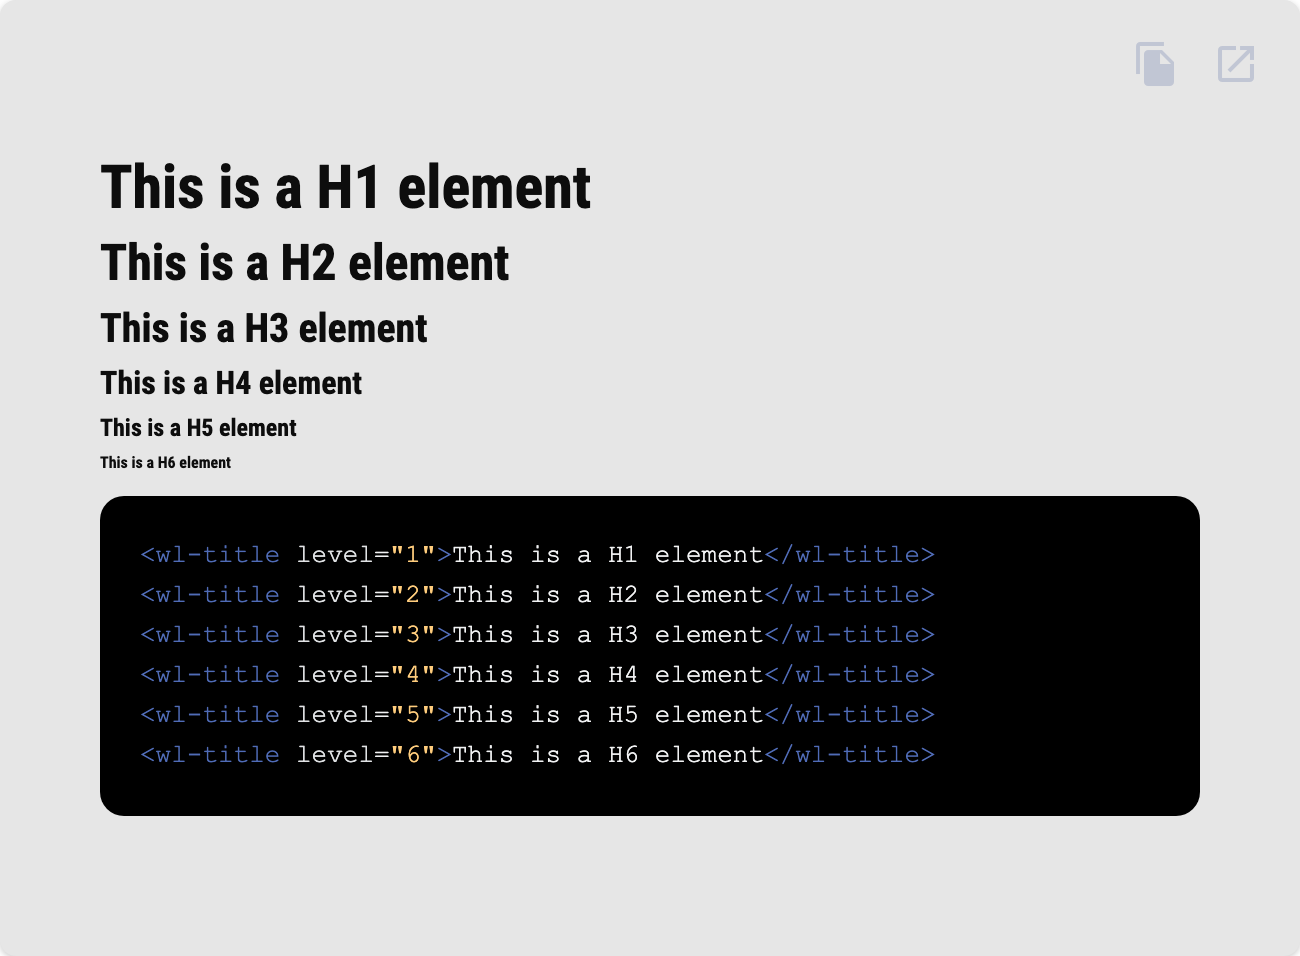 This is a H1 element
This is a H2 element
This is a H3 element
This is a H4 element
This is a H5 element
This is a H6 element
<wl-title level="1">This is a H1 element</wl-title>
<wl-title level="2">This is a H2 element</wl-title>
<wl-title level="3">This is a H3 element</wl-title>
<wl-title level="4">This is a H4 element</wl-title>
<wl-title level="5">This is a H5 element</wl-title>
<wl-title level="6">This is a H6 element</wl-title>